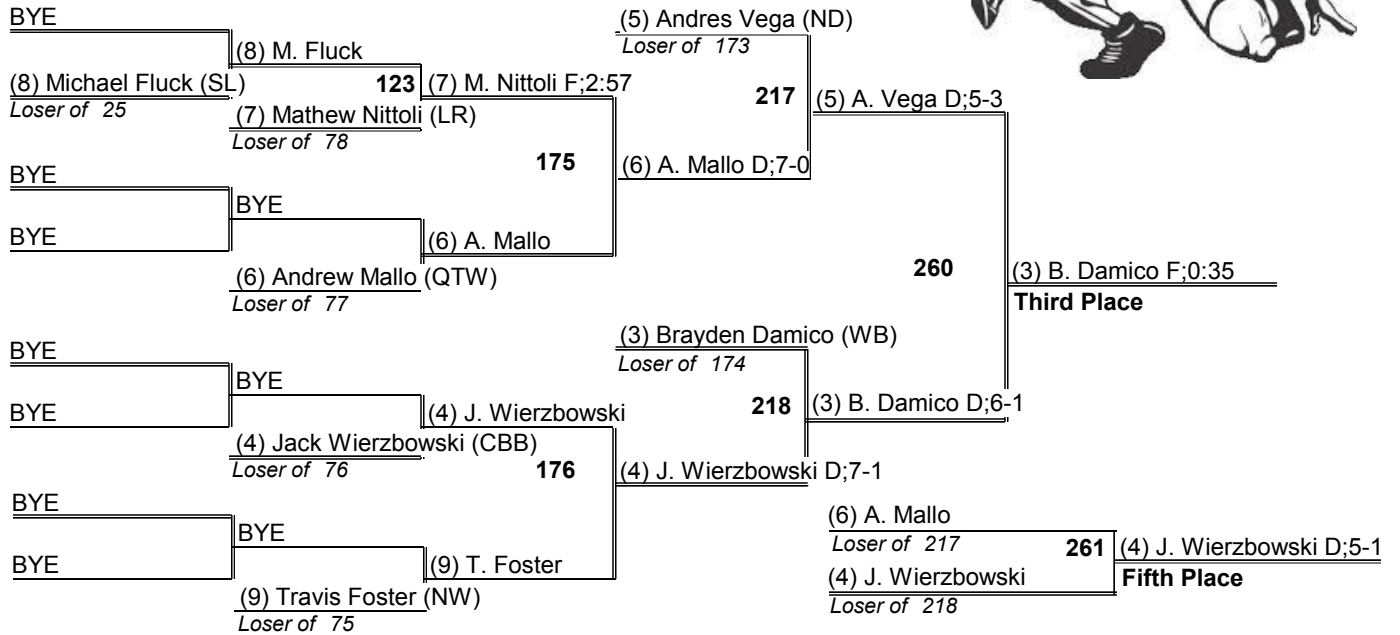 BYE
(5) Andres Vega (ND)
Loser of 173
(8) M. Fluck
(8) Michael Fluck (SL)
Loser of 25
123
(7) M. Nittoli F;2:57
217
(5) A. Vega D;5-3
(7) Mathew Nittoli (LR)
Loser of 78
175
(6) A. Mallo D;7-0
BYE
BYE
BYE
(6) A. Mallo
(6) Andrew Mallo (QTW)
Loser of 77
260
(3) B. Damico F;0:35
Third Place
(3) Brayden Damico (WB)
Loser of 174
BYE
BYE
BYE
(4) J. Wierzbowski
218
(3) B. Damico D;6-1
(4) Jack Wierzbowski (CBB)
Loser of 76
176
(4) J. Wierzbowski D;7-1
BYE
BYE
BYE
(9) T. Foster
(9) Travis Foster (NW)
Loser of 75
(6) A. Mallo
Loser of 217
261
(4) J. Wierzbowski D;5-1
(4) J. Wierzbowski
Fifth Place
Loser of 218